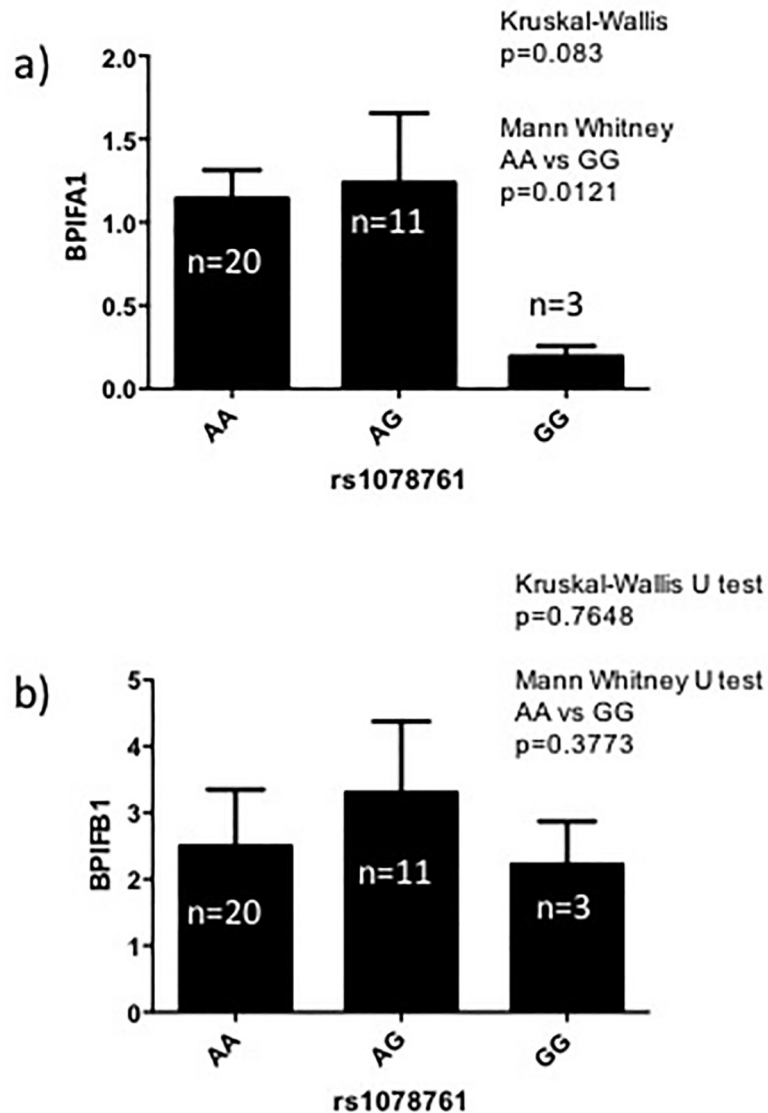 a)
Kruskal-Wallis
p=0.083
Mann Whitney
AA vs GG
p=0.0121
BPIFA1
2.0
1.5
1.0
0.5
0.0
n=20
n=11
n=3
AA
AG
GG
rs1078761
b)
Kruskal-Wallis U test
p=0.7648
Mann Whitney U test
AA vs GG
p=0.3773
BPIFB1
5
4
3
2
1
0
n=20
n=11
n=3
AA
AG
GG
rs1078761